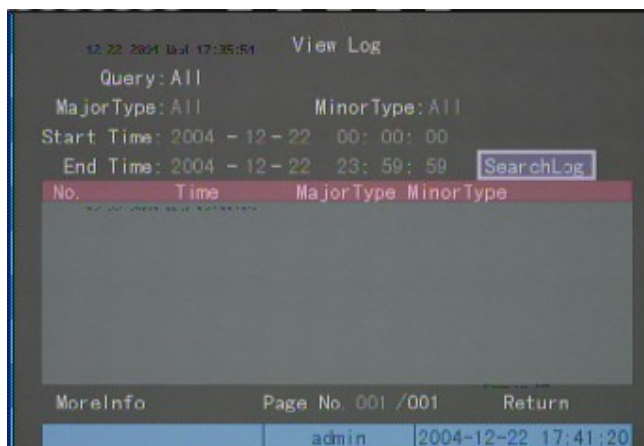 View Log
12-22-2004 Wed 17:35:54
Query: All
MajorType: All MinorType: All
Start Time: 2004 - 12 - 22 00: 00: 00
End Time: 2004 - 12 - 22 23: 59: 59 SearchLog
No. Time MajorType MinorType
MoreInfo Page No. 001 /001 Return
admin 2004-12-22 17:41:20